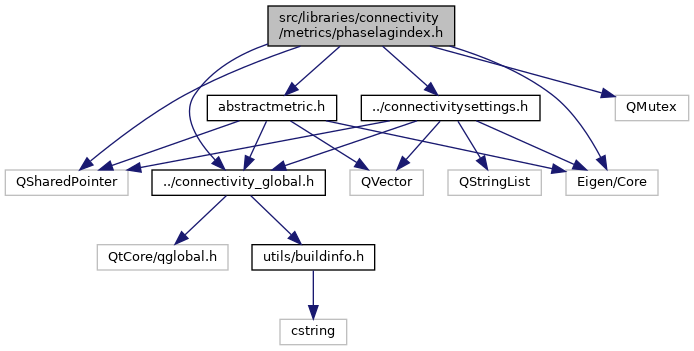 src/libraries/connectivity
/metrics/phaselagindex.h
abstractmetric.h
../connectivitysettings.h
QMutex
QSharedPointer
../connectivity_global.h
QVector
QStringList
Eigen/Core
QtCore/qglobal.h
utils/buildinfo.h
cstring